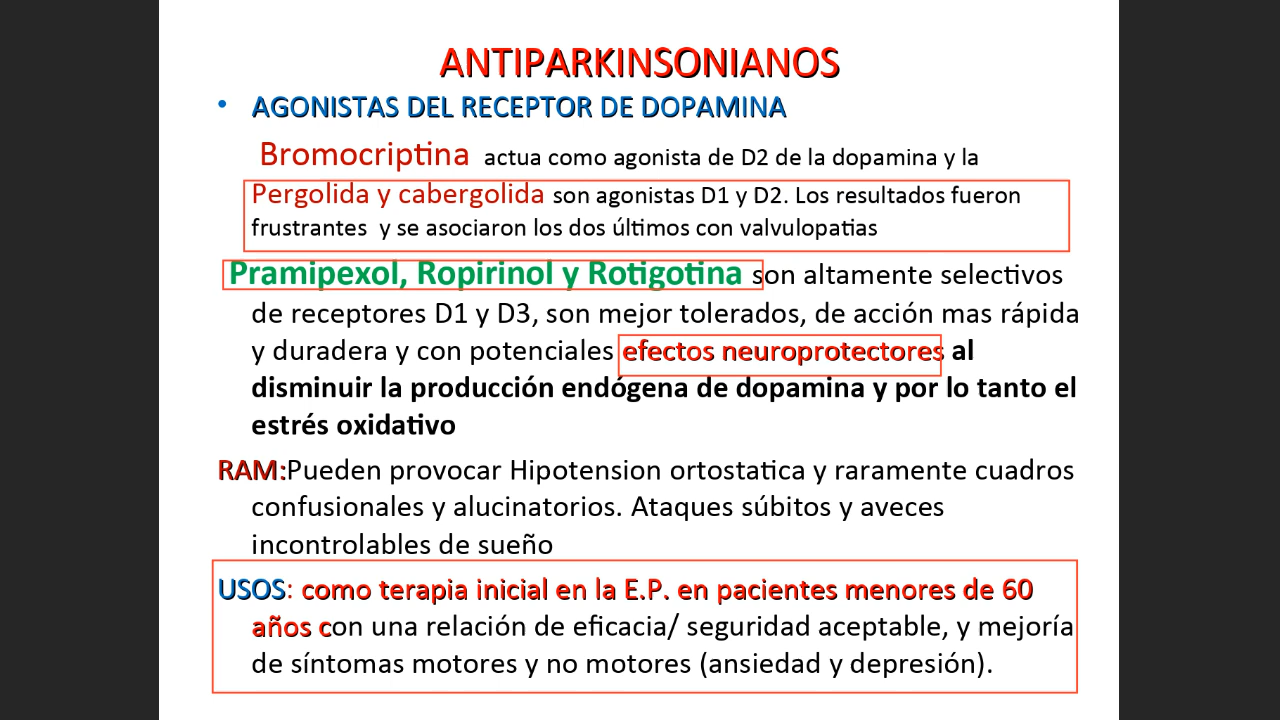 ANTIPARKINSONIANOS
• AGONISTAS DEL RECEPTOR DE DOPAMINA
Bromocriptina actua como agonista de D2 de la dopamina y la
Pergolida y cabergolida son agonistas D1 y D2. Los resultados fueron
frustrantes y se asociaron los dos últimos con valvulopatias
Pramipexol, Ropirinol y Rotigotina son altamente selectivos
de receptores D1 y D3, son mejor tolerados, de acción mas rápida
y duradera y con potenciales efectos neuroprotectores al
disminuir la producción endógena de dopamina y por lo tanto el
estrés oxidativo
RAM:Pueden provocar Hipotension ortostatica y raramente cuadros
confusionales y alucinatorios. Ataques súbitos y aveces
incontrolables de sueño
USOS: como terapia inicial en la E.P. en pacientes menores de 60
años con una relación de eficacia/ seguridad aceptable, y mejoría
de síntomas motores y no motores (ansiedad y depresión).